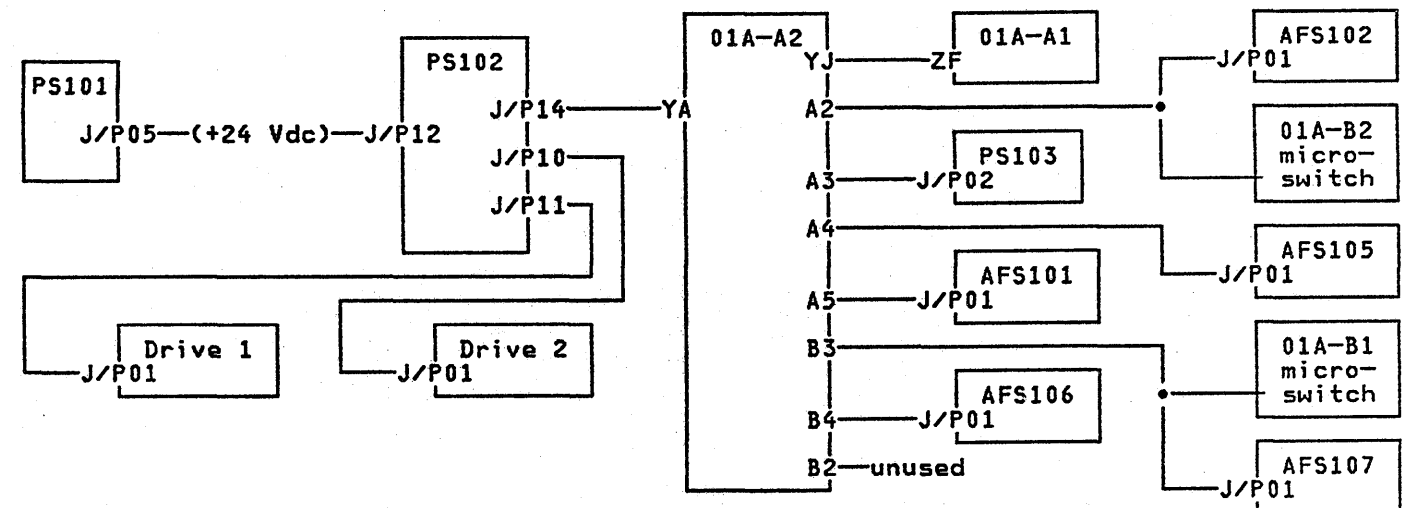 PS101
J/P05—(+24 Vdc)—J/P12
PS102
J/P14
J/P10
J/P11
Drive 1
J/P01
Drive 2
J/P01
01A—A2
YA
YJ
A2
A3
A4
A5
B3
B4
B2—unused
01A—A1
ZF
PS103
J/P02
AFS101
J/P01
AFS106
J/P01
AFS102
J/P01
01A—B2
micro—
switch
AFS105
J/P01
01A—B1
micro—
switch
AFS107
J/P01